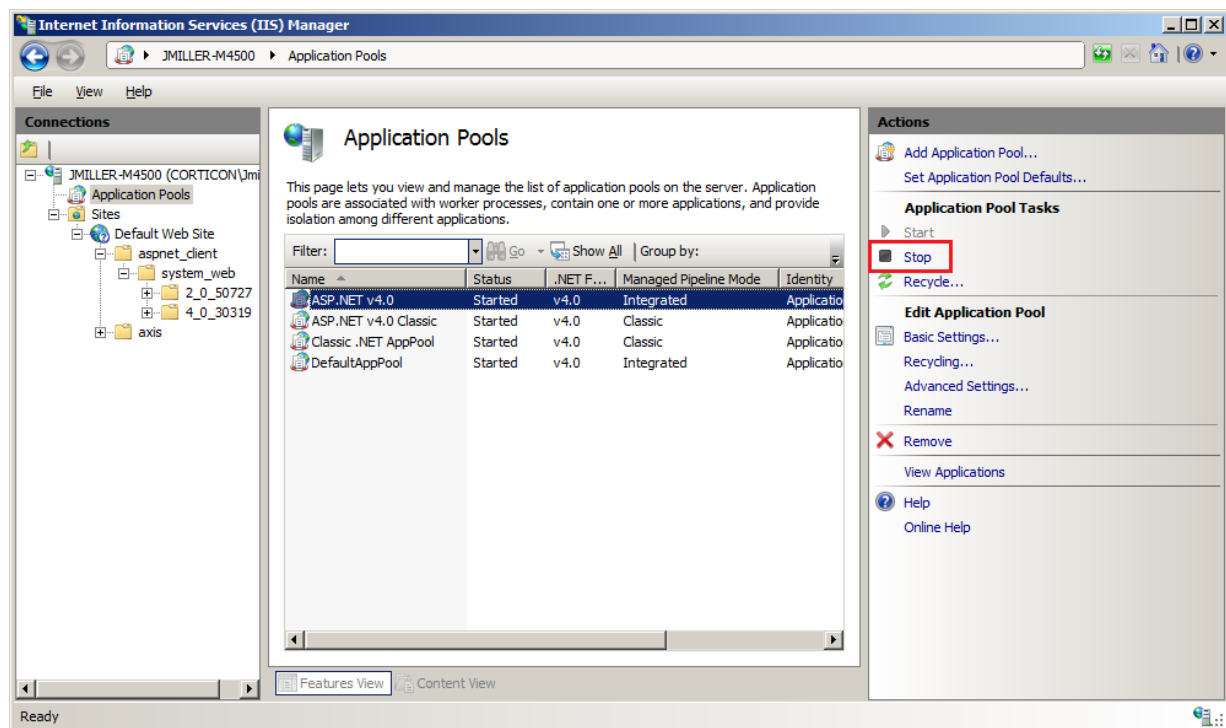 Internet Information Services (IIS) Manager
JMILLER-M4500 Application Pools
File View Help
Connections
JMILLER-M4500 (CORTICON\Jmi
Application Pools
Sites
Default Web Site
aspnet_client
system_web
2_0_50727
4_0_30319
axis
Application Pools
This page lets you view and manage the list of application pools on the server. Application
pools are associated with worker processes, contain one or more applications, and provide
isolation among different applications.
Filter: Go Show All Group by:
Name Status .NET F... Managed Pipeline Mode Identity
ASP.NET v4.0 Started v4.0 Integrated Applicatio
ASP.NET v4.0 Classic Started v4.0 Classic Applicatio
Classic .NET AppPool Started v4.0 Classic Applicatio
DefaultAppPool Started v4.0 Integrated Applicatio
Features View Content View
Actions
Add Application Pool...
Set Application Pool Defaults...
Application Pool Tasks
Start
Stop
Recycle...
Edit Application Pool
Basic Settings...
Recycling...
Advanced Settings...
Rename
Remove
View Applications
Help
Online Help
Ready